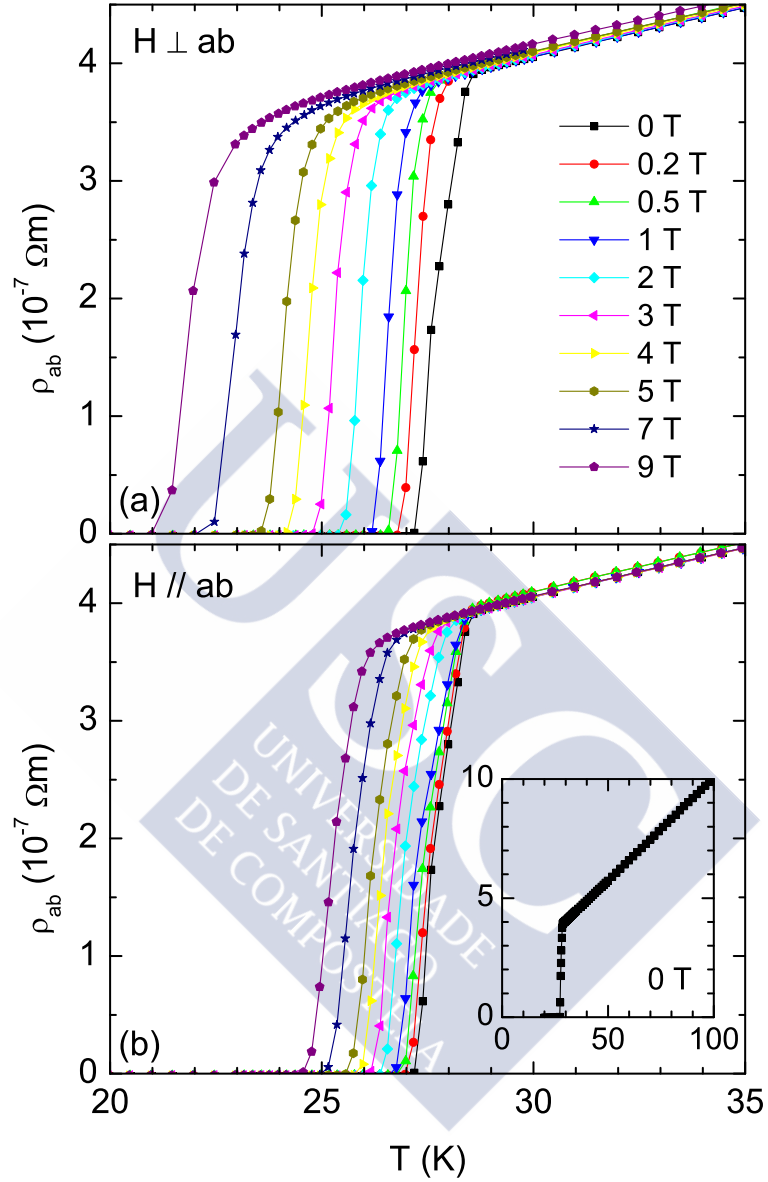 H ⊥ ab
4
3
2
1
0
ρab (10⁻⁷ Ωm)
0 T
0.2 T
0.5 T
1 T
2 T
3 T
4 T
5 T
7 T
9 T
(a)
H // ab
4
3
2
1
0
ρab (10⁻⁷ Ωm)
(b)
10
5
0
0 T
0 50 100
20 25 30 35
T (K)
USC
UNIVERSIDADE
DE SANTIAGO
DE COMPOSTELA